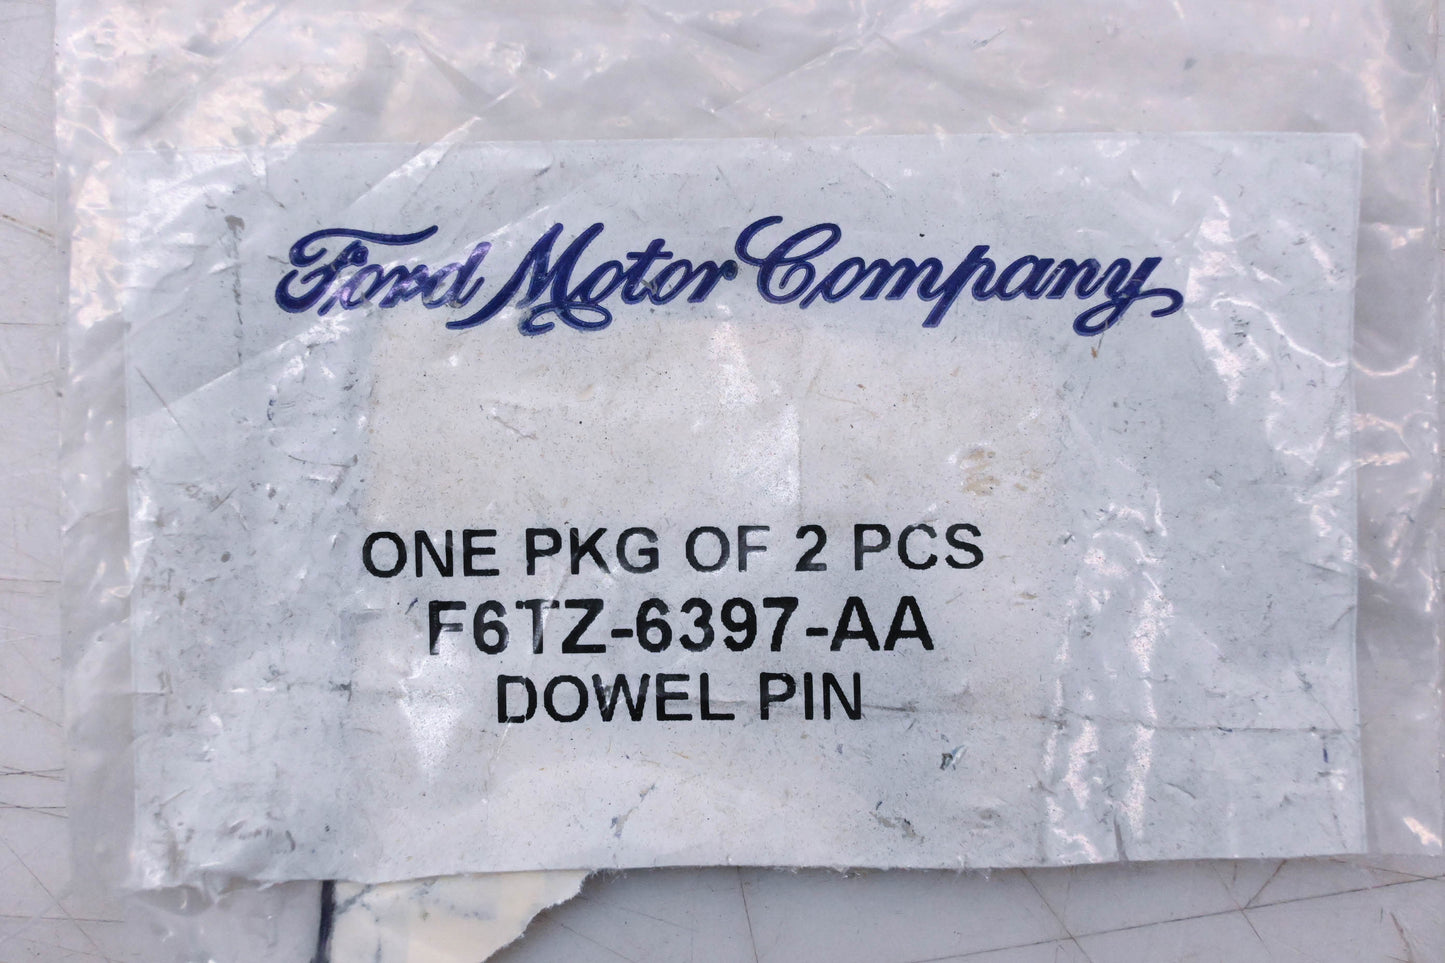 Ford Motor Company
ONE PKG OF 2 PCS
F6TZ-6397-AA
DOWEL PIN